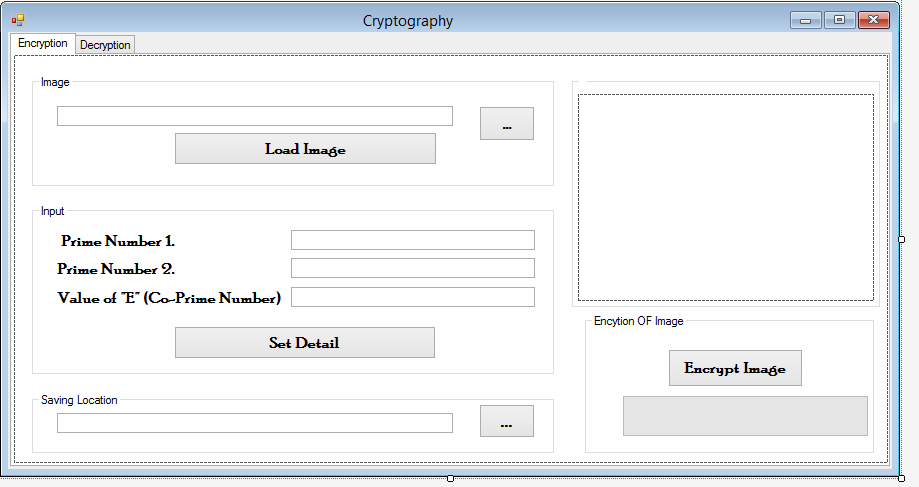 Cryptography
Encryption
Decryption
Image
...
Load Image
Input
Prime Number 1.
Prime Number 2.
Value of "E" (Co-Prime Number)
Set Detail
Saving Location
...
Encytion OF Image
Encrypt Image